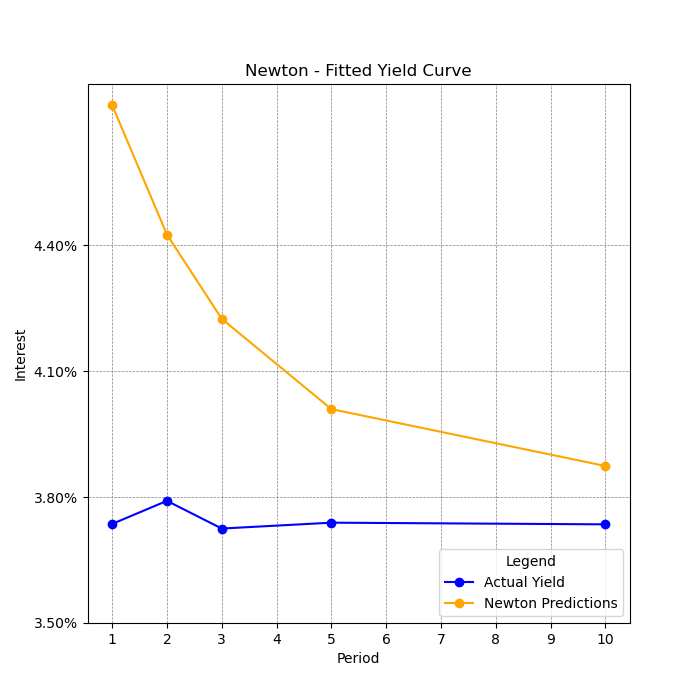 Newton - Fitted Yield Curve
4.40%
4.10%
3.80%
3.50%
Interest
1 2 3 4 5 6 7 8 9 10
Period
Legend
Actual Yield
Newton Predictions